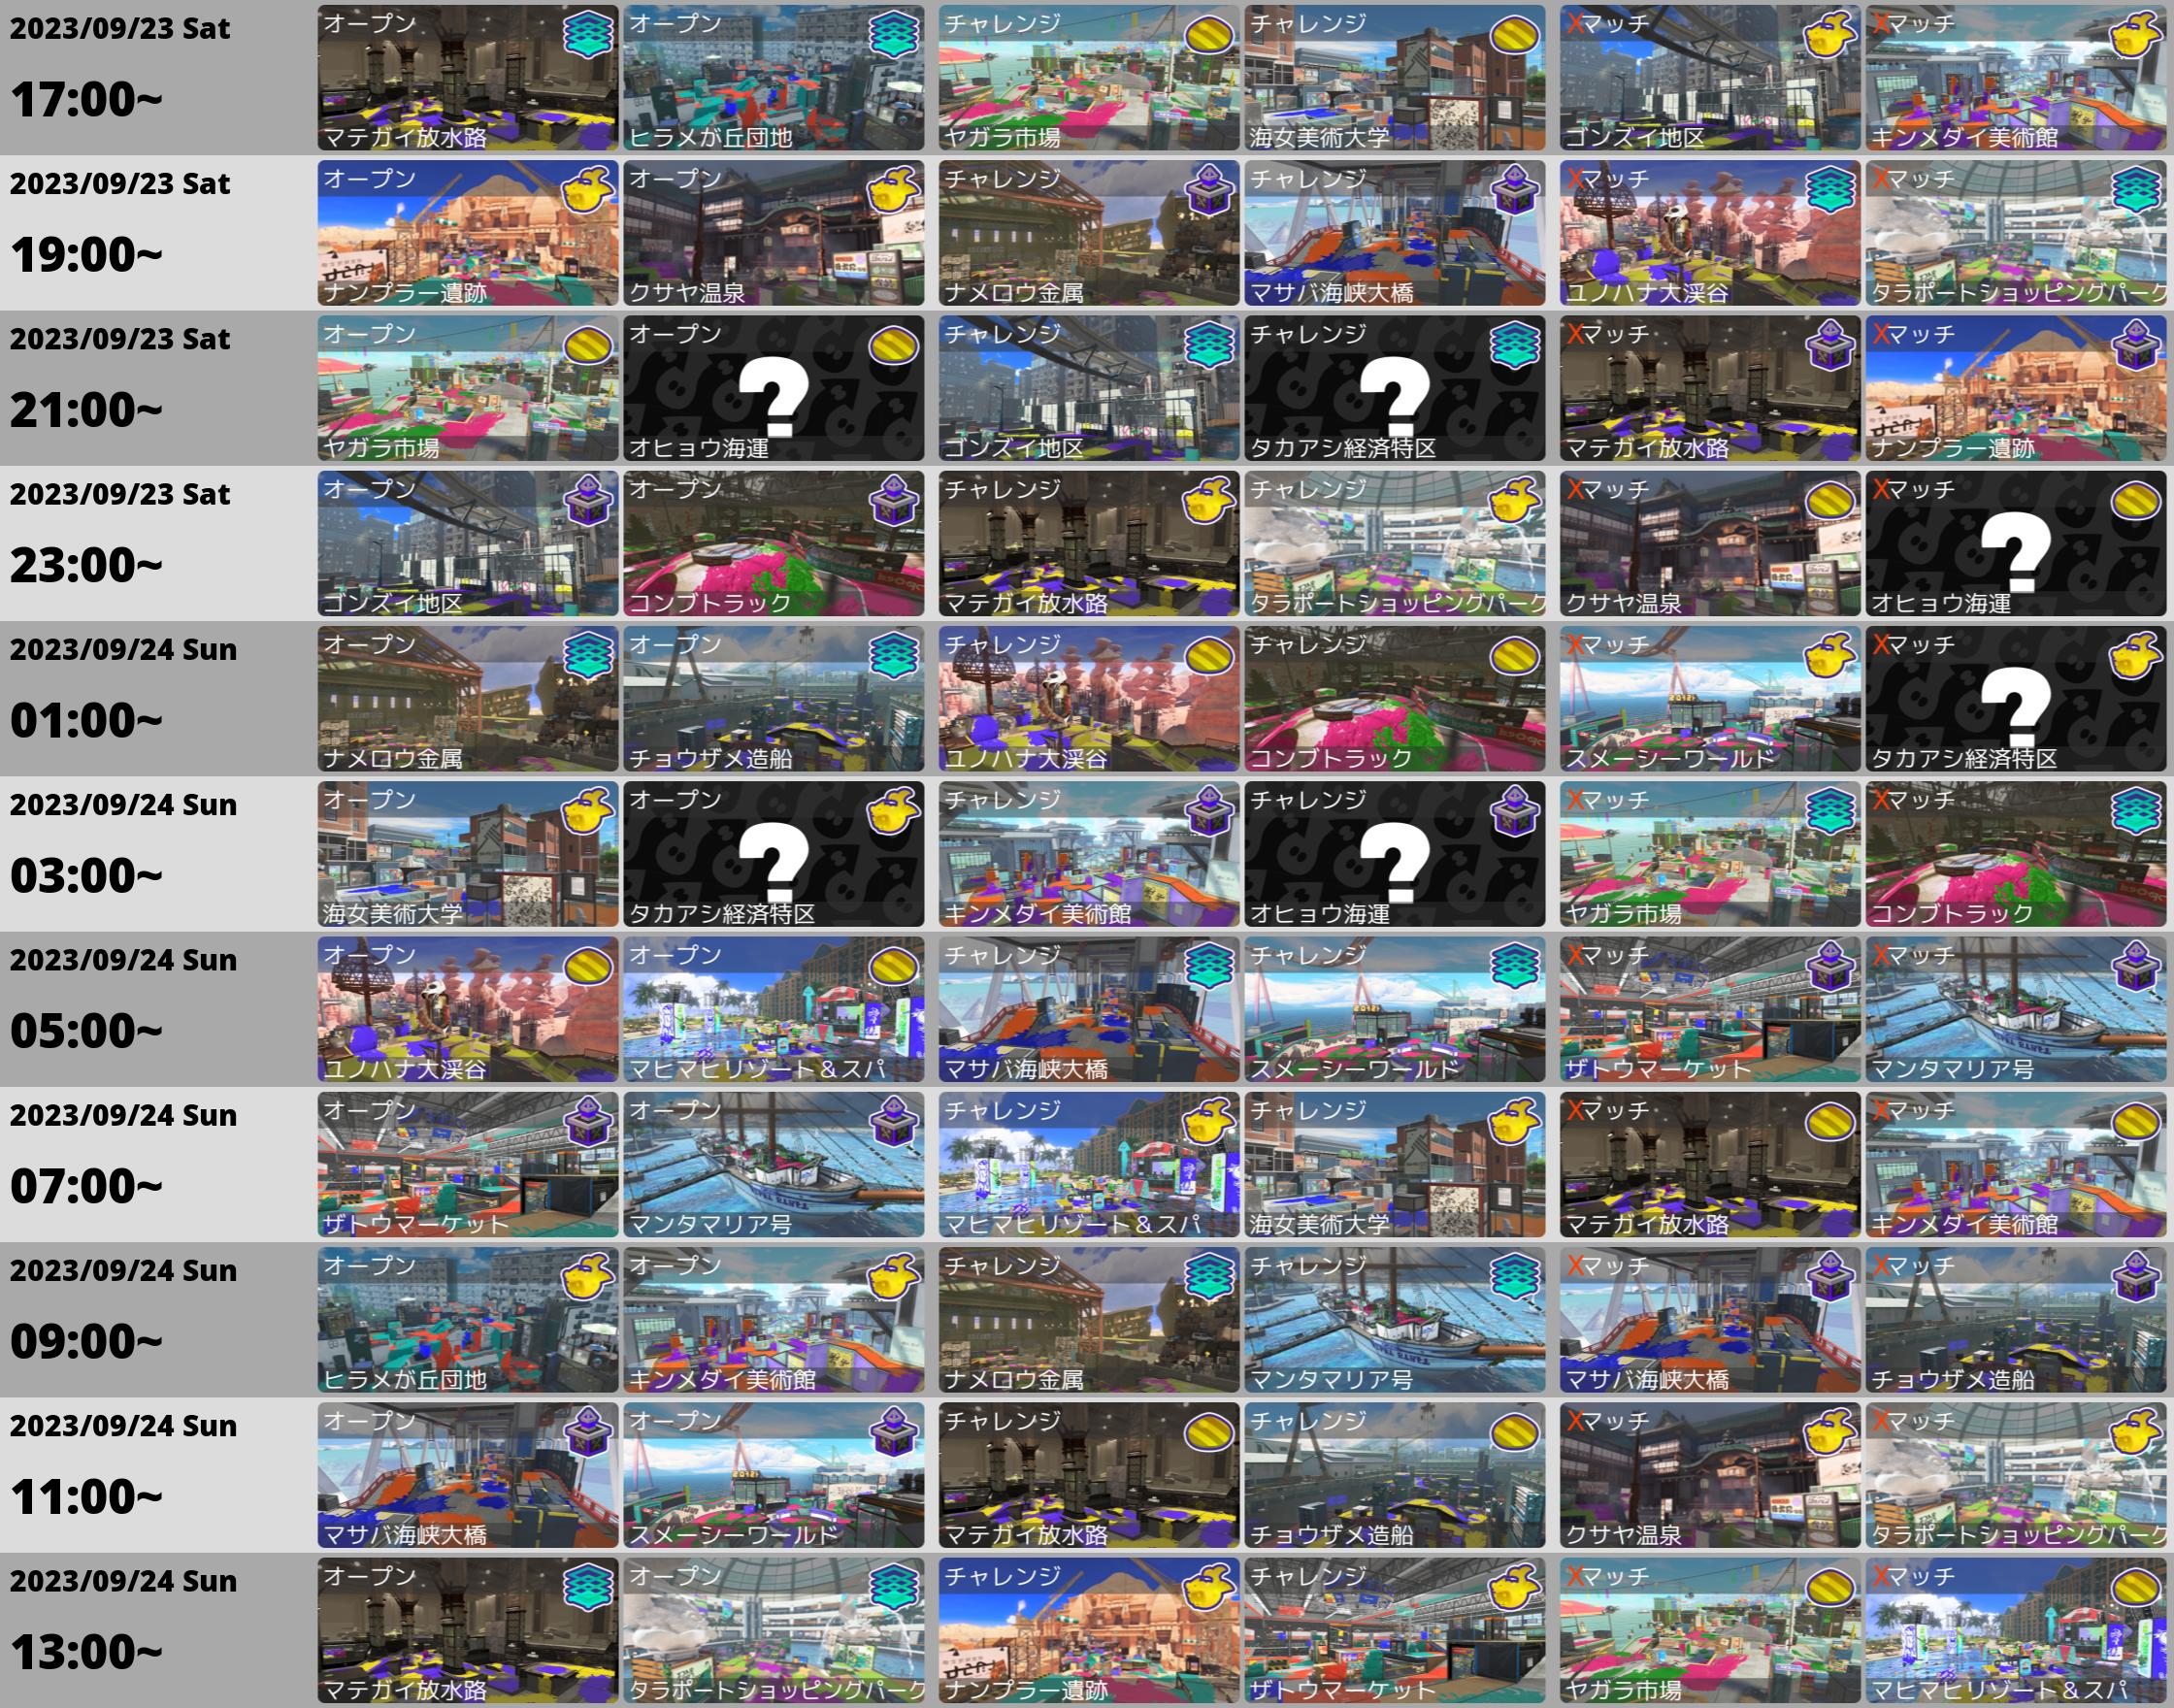 2023/09/23 Sat
17:00~
オープン オープン チャレンジ チャレンジ Xマッチ Xマッチ
マテガイ放水路 ヒラメが丘団地 ヤガラ市場 海女美術大学 ゴンズイ地区 キンメダイ美術館
2023/09/23 Sat
19:00~
オープン オープン チャレンジ チャレンジ Xマッチ Xマッチ
ナンプラー遺跡 クサヤ温泉 ナメロウ金属 マサバ海峡大橋 ユノハナ大渓谷 タラポートショッピングパーク
2023/09/23 Sat
21:00~
オープン オープン チャレンジ チャレンジ Xマッチ Xマッチ
? ?
ヤガラ市場 オヒョウ海運 ゴンズイ地区 タカアシ経済特区 マテガイ放水路 ナンプラー遺跡
2023/09/23 Sat
23:00~
オープン オープン チャレンジ チャレンジ Xマッチ Xマッチ
?
ゴンズイ地区 コンブトラック マテガイ放水路 タラポートショッピングパーク クサヤ温泉 オヒョウ海運
2023/09/24 Sun
01:00~
オープン オープン チャレンジ チャレンジ Xマッチ Xマッチ
?
ナメロウ金属 チョウザメ造船 ユノハナ大渓谷 コンブトラック スメーシーワールド タカアシ経済特区
2023/09/24 Sun
03:00~
オープン オープン チャレンジ チャレンジ Xマッチ Xマッチ
? ?
海女美術大学 タカアシ経済特区 キンメダイ美術館 オヒョウ海運 ヤガラ市場 コンブトラック
2023/09/24 Sun
05:00~
オープン オープン チャレンジ チャレンジ Xマッチ Xマッチ
ユノハナ大渓谷 マヒマヒリゾート＆スパ マサバ海峡大橋 スメーシーワールド ザトウマーケット マンタマリア号
2023/09/24 Sun
07:00~
オープン オープン チャレンジ チャレンジ Xマッチ Xマッチ
ザトウマーケット マンタマリア号 マヒマヒリゾート＆スパ 海女美術大学 マテガイ放水路 キンメダイ美術館
2023/09/24 Sun
09:00~
オープン オープン チャレンジ チャレンジ Xマッチ Xマッチ
ヒラメが丘団地 キンメダイ美術館 ナメロウ金属 マンタマリア号 マサバ海峡大橋 チョウザメ造船
2023/09/24 Sun
11:00~
オープン オープン チャレンジ チャレンジ Xマッチ Xマッチ
マサバ海峡大橋 スメーシーワールド マテガイ放水路 チョウザメ造船 クサヤ温泉 タラポートショッピングパーク
2023/09/24 Sun
13:00~
オープン オープン チャレンジ チャレンジ Xマッチ Xマッチ
マテガイ放水路 タラポートショッピングパーク ナンプラー遺跡 ザトウマーケット ヤガラ市場 マヒマヒリゾート＆スパ